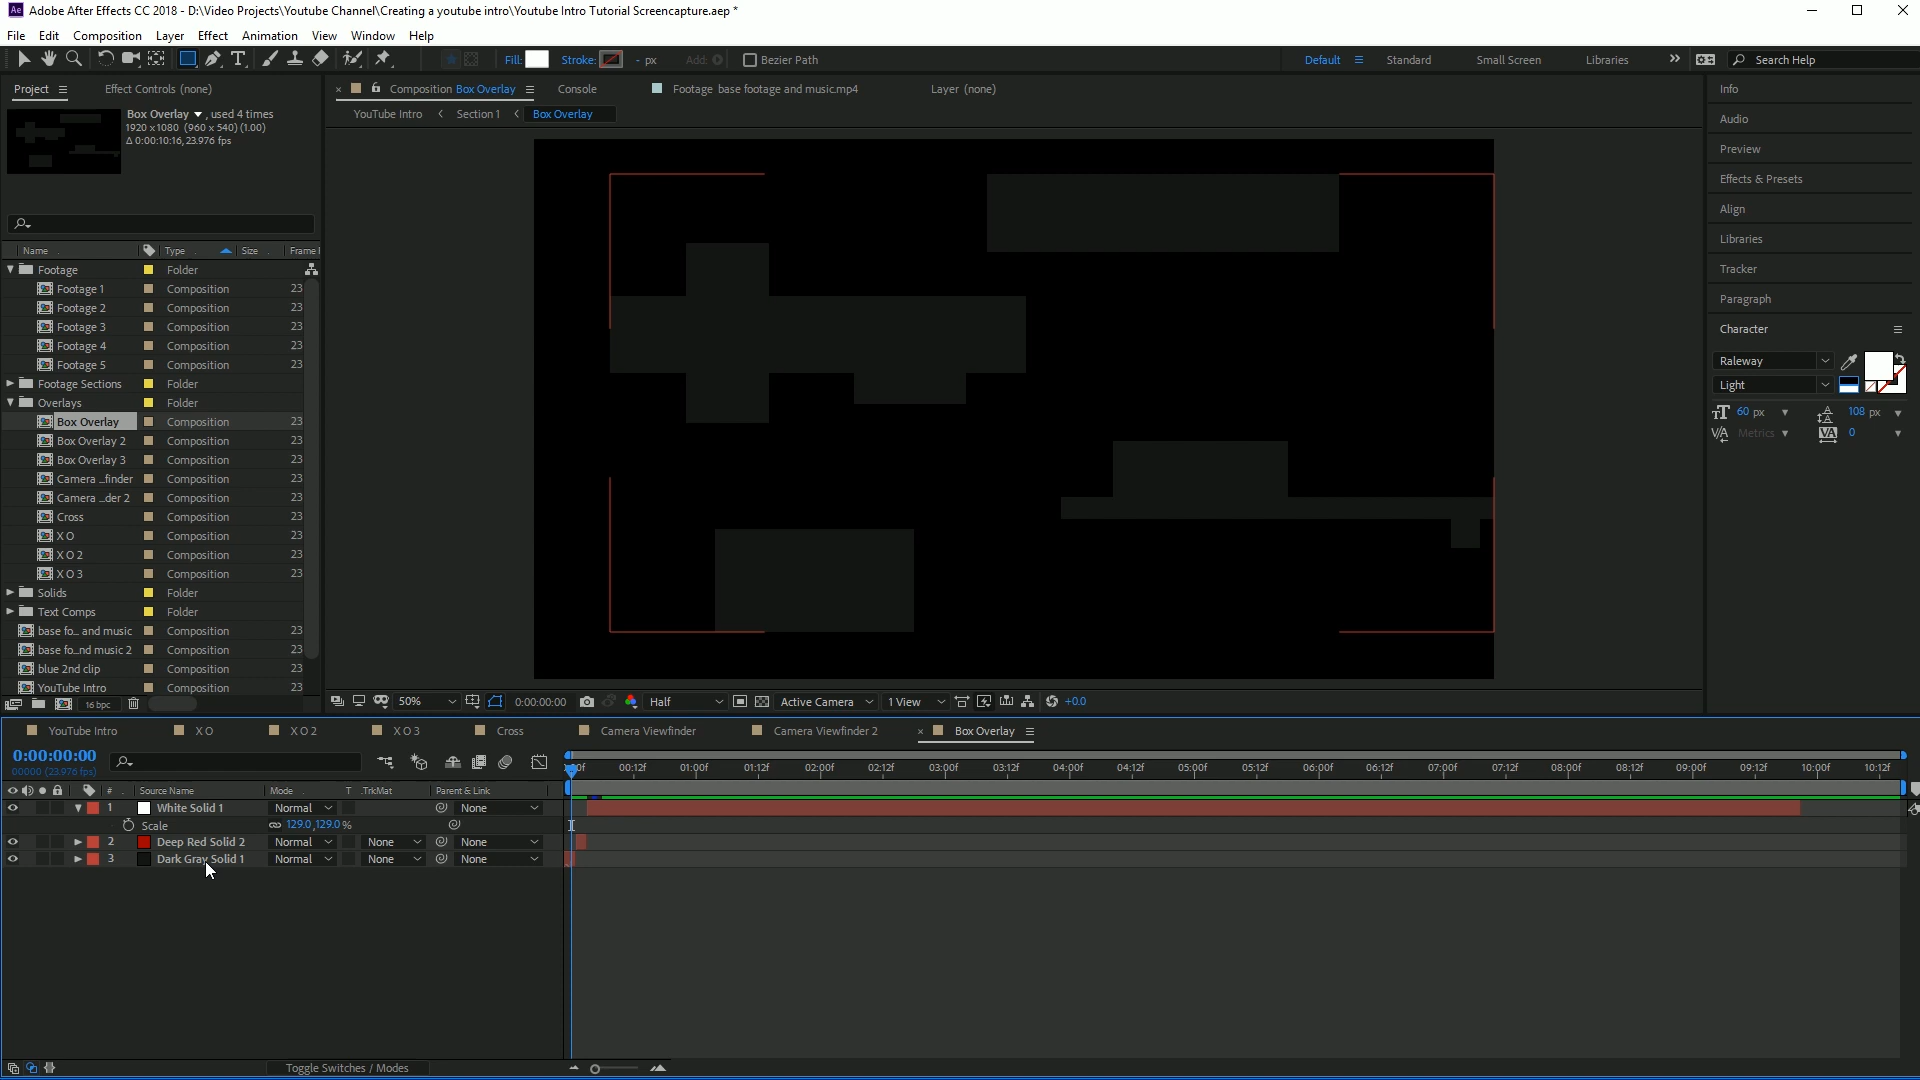 Adobe After Effects CC 2018 - D:\Video Projects\Youtube Channel\Creating a youtube intro\Youtube Intro Tutorial Screencapture.aep *
File Edit Composition Layer Effect Animation View Window Help
Fill: Stroke: - px Add: Bezier Path Default Standard Small Screen Libraries Search Help
Project Effect Controls (none) Composition Box Overlay Console Footage base footage and music.mp4 Layer (none)
YouTube Intro Section 1 Box Overlay
Box Overlay , used 4 times
1920 x 1080 (960 x 540) (1.00)
Δ 0:00:10:16, 23.976 fps
Name Type Size Frame
Footage Folder
Footage 1 Composition 23
Footage 2 Composition 23
Footage 3 Composition 23
Footage 4 Composition 23
Footage 5 Composition 23
Footage Sections Folder
Overlays Folder
Box Overlay Composition 23
Box Overlay 2 Composition 23
Box Overlay 3 Composition 23
Camera ...finder Composition 23
Camera ...der 2 Composition 23
Cross Composition 23
X O Composition 23
X O 2 Composition 23
X O 3 Composition 23
Solids Folder
Text Comps Folder
base fo... and music Composition 23
base fo...nd music 2 Composition 23
blue 2nd clip Composition 23
YouTube Intro Composition 23
16 bpc
50% 0:00:00:00 Half Active Camera 1 View +0.0
Info
Audio
Preview
Effects & Presets
Align
Libraries
Tracker
Paragraph
Character
Raleway
Light
60 px 108 px
Metrics 0
YouTube Intro X O X O 2 X O 3 Cross Camera Viewfinder Camera Viewfinder 2 Box Overlay
0:00:00:00
00000 (23.976 fps)
00:12f 01:00f 01:12f 02:00f 02:12f 03:00f 03:12f 04:00f 04:12f 05:00f 05:12f 06:00f 06:12f 07:00f 07:12f 08:00f 08:12f 09:00f 09:12f 10:00f 10:12f
# Source Name Mode T .TrkMat Parent & Link
1 White Solid 1 Normal None
Scale 129.0,129.0 %
2 Deep Red Solid 2 Normal None None
3 Dark Gray Solid 1 Normal None None
Toggle Switches / Modes